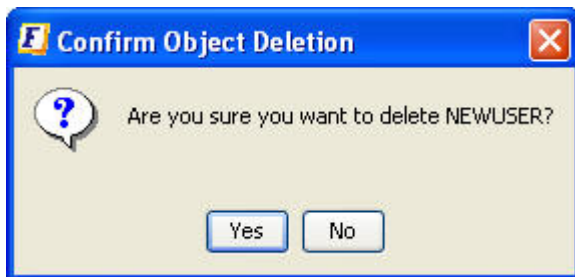 F Confirm Object Deletion
Are you sure you want to delete NEWUSER?
Yes No